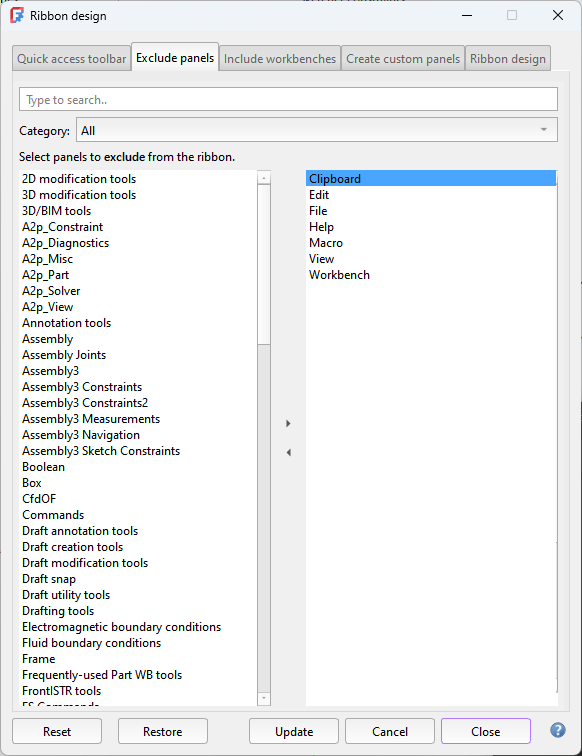 Ribbon design
Quick access toolbar
Exclude panels
Include workbenches
Create custom panels
Ribbon design
Type to search..
Category:
All
Select panels to exclude from the ribbon.
2D modification tools
3D modification tools
3D/BIM tools
A2p_Constraint
A2p_Diagnostics
A2p_Misc
A2p_Part
A2p_Solver
A2p_View
Annotation tools
Assembly
Assembly Joints
Assembly3
Assembly3 Constraints
Assembly3 Constraints2
Assembly3 Measurements
Assembly3 Navigation
Assembly3 Sketch Constraints
Boolean
Box
CfdOF
Commands
Draft annotation tools
Draft creation tools
Draft modification tools
Draft snap
Draft utility tools
Drafting tools
Electromagnetic boundary conditions
Fluid boundary conditions
Frame
Frequently-used Part WB tools
FrontISTR tools
Clipboard
Edit
File
Help
Macro
View
Workbench
Reset
Restore
Update
Cancel
Close
?